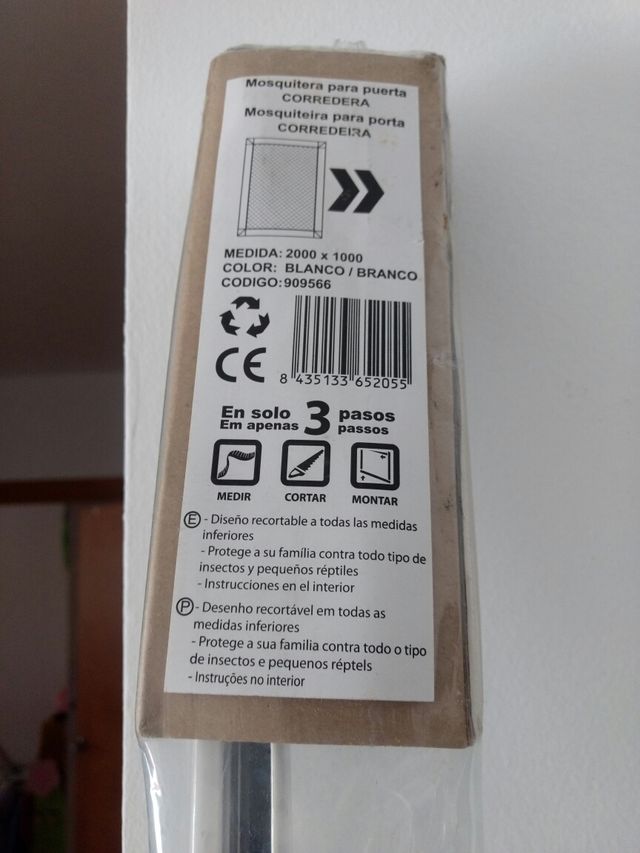 Mosquitera para puerta
CORREDERA
Mosquiteira para porta
CORREDEIRA
MEDIDA: 2000 x 1000
COLOR: BLANCO / BRANCO
CODIGO: 909566
CE
8 435133 652055
En solo 3 pasos
Em apenas passos
MEDIR CORTAR MONTAR
E - Diseño recortable a todas las medidas
inferiores
- Protege a su família contra todo tipo de
insectos y pequeños réptiles
- Instrucciones en el interior
P - Desenho recortável em todas as
medidas inferiores
- Protege a sua familia contra todo o tipo
de insectos e pequenos réptels
- Instruções no interior